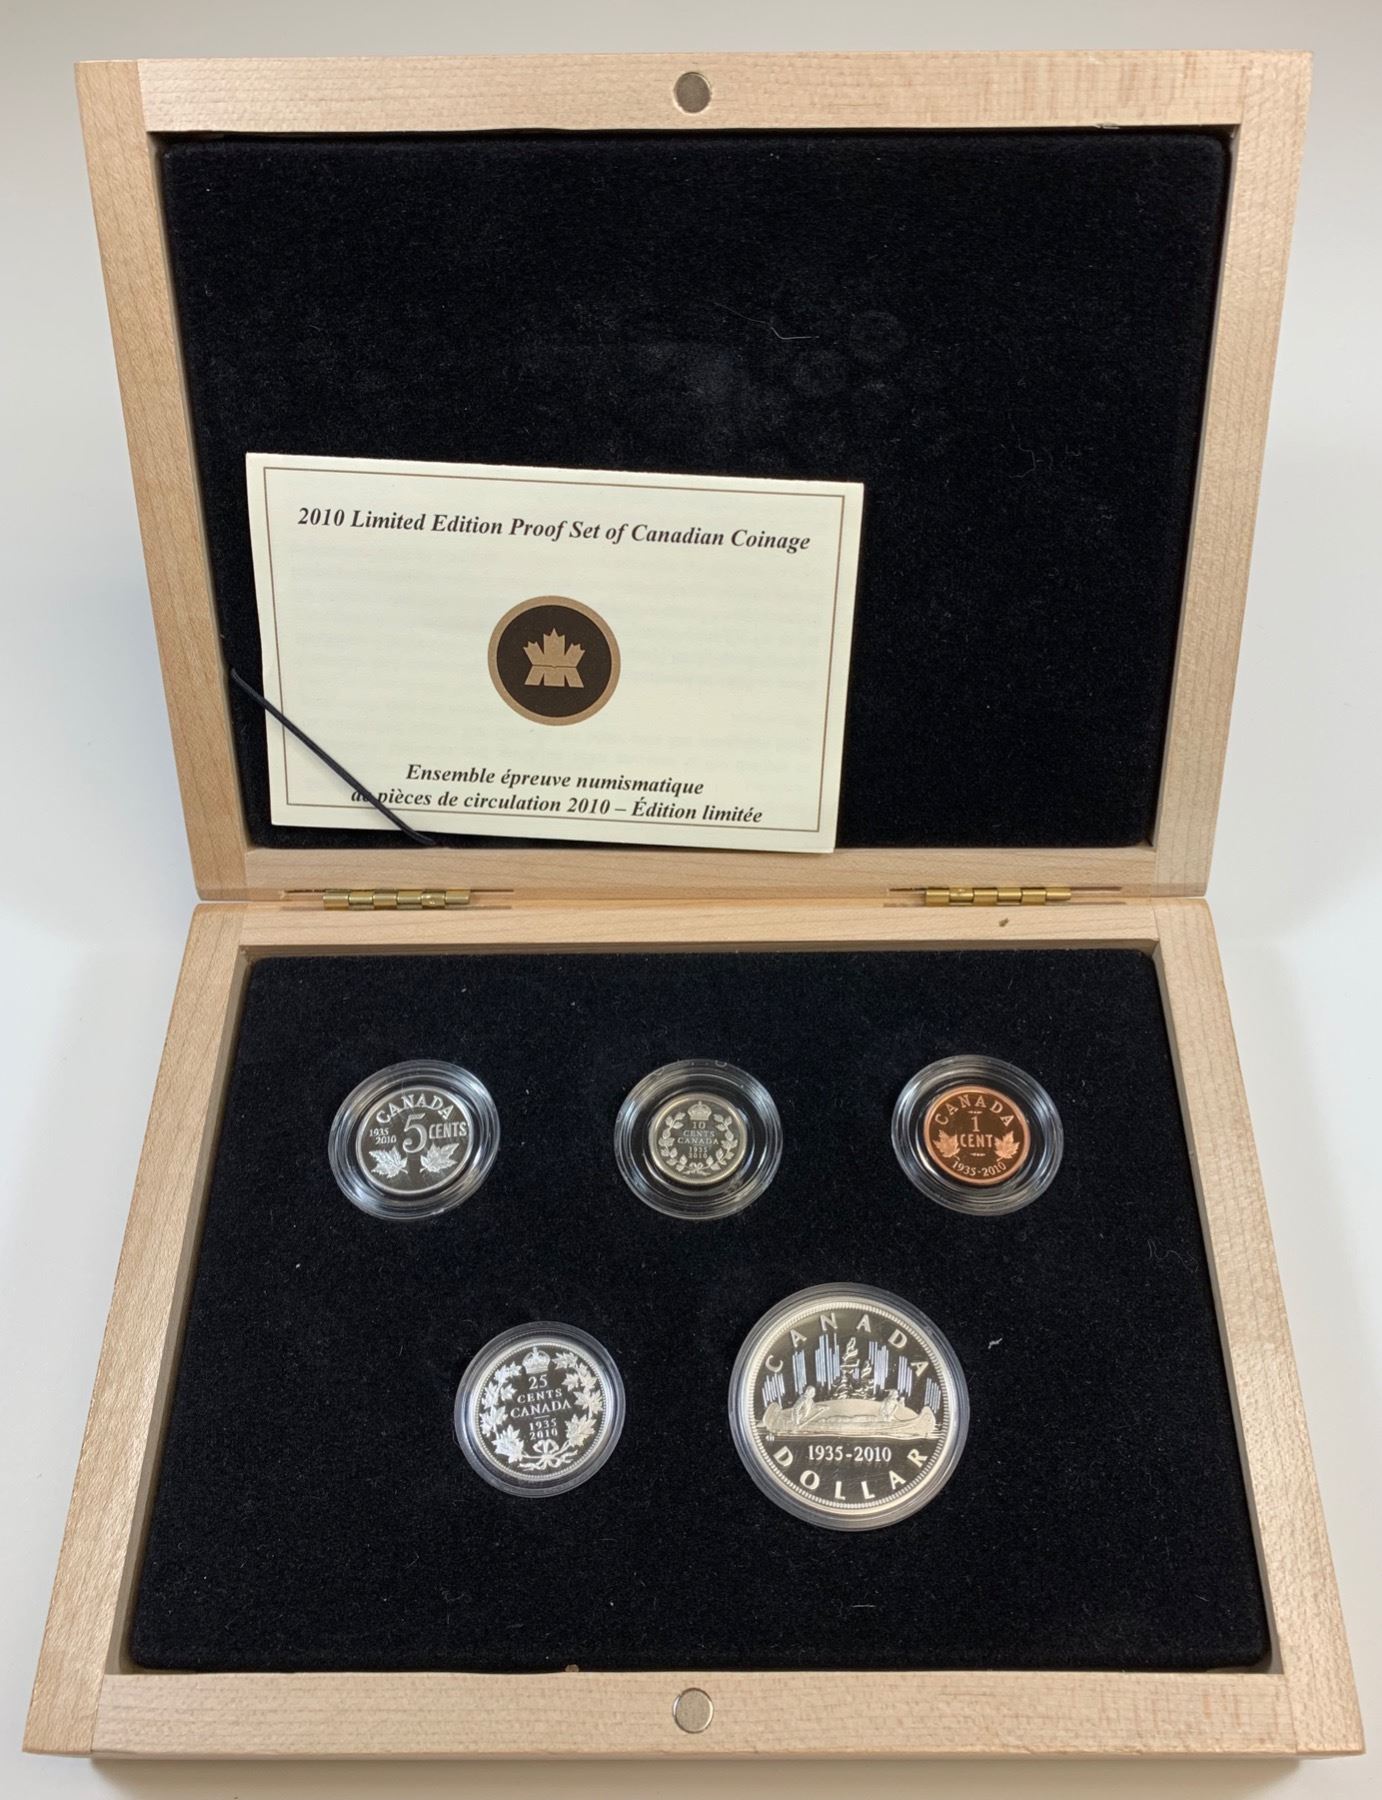 2010 Limited Edition Proof Set of Canadian Coinage
Ensemble épreuve numismatique
de pièces de circulation 2010 – Édition limitée
CANADA
1935
2010
5 CENTS
10
CENTS
CANADA
1935
2010
CANADA
1
CENT
1935-2010
25
CENTS
CANADA
1935
2010
CANADA
1935-2010
DOLLAR